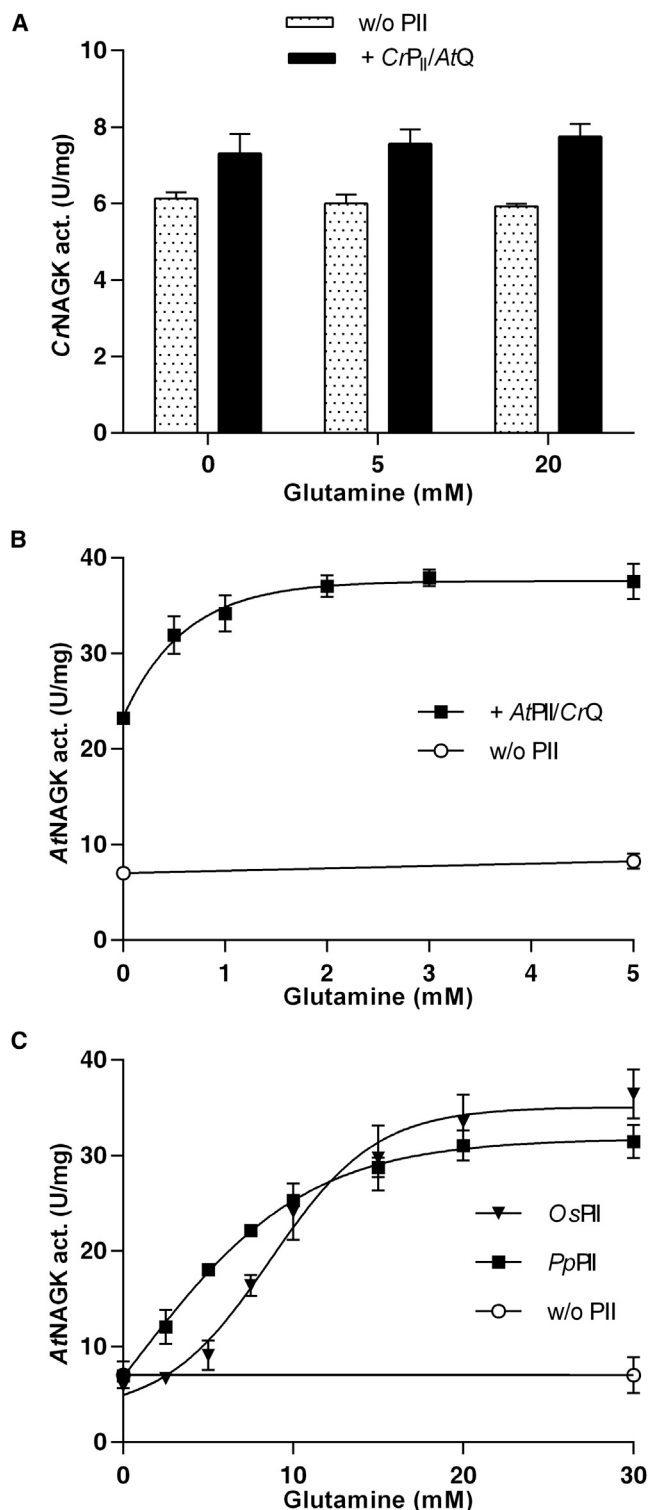 A
w/o PII
+ CrPII/AtQ
CrNAGK act. (U/mg)
10
8
6
4
2
0
0 5 20
Glutamine (mM)
B
AtNAGK act. (U/mg)
40
30
20
10
0
+ AtPII/CrQ
w/o PII
0 1 2 3 4 5
Glutamine (mM)
C
AtNAGK act. (U/mg)
40
30
20
10
0
OsPII
PpPII
w/o PII
0 10 20 30
Glutamine (mM)